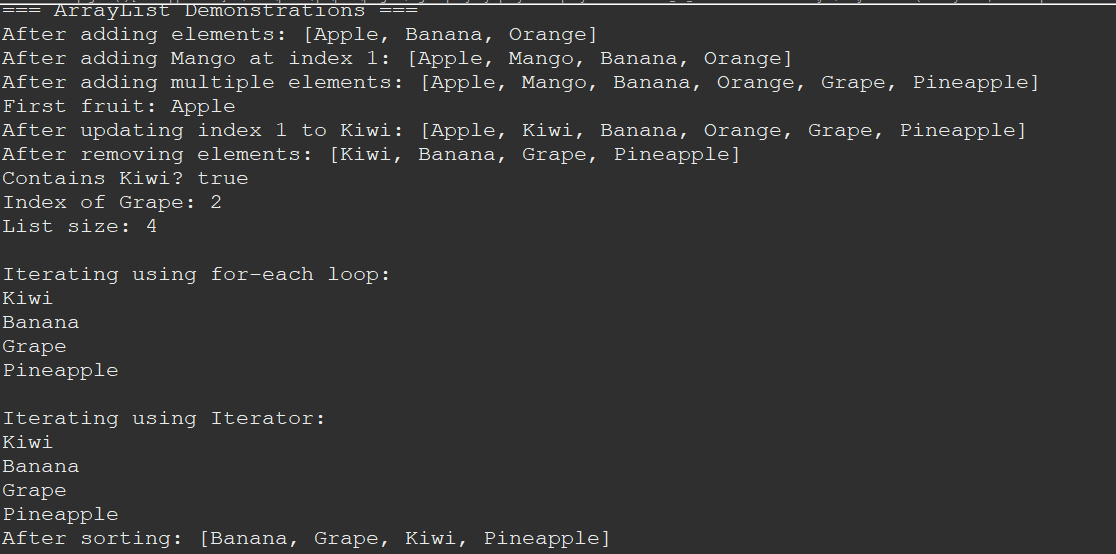 === ArrayList Demonstrations ===
After adding elements: [Apple, Banana, Orange]
After adding Mango at index 1: [Apple, Mango, Banana, Orange]
After adding multiple elements: [Apple, Mango, Banana, Orange, Grape, Pineapple]
First fruit: Apple
After updating index 1 to Kiwi: [Apple, Kiwi, Banana, Orange, Grape, Pineapple]
After removing elements: [Kiwi, Banana, Grape, Pineapple]
Contains Kiwi? true
Index of Grape: 2
List size: 4
Iterating using for-each loop:
Kiwi
Banana
Grape
Pineapple
Iterating using Iterator:
Kiwi
Banana
Grape
Pineapple
After sorting: [Banana, Grape, Kiwi, Pineapple]